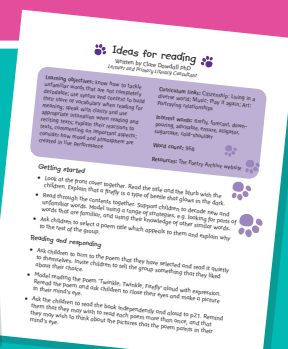 Ideas for reading
Written by Clare Dowdall PhD
Lecturer and Primary Literacy Consultant
Learning objectives: know how to tackle
unfamiliar words that are not completely
decodable; use syntax and context to build
their store of vocabulary when reading for
meaning; speak with clarity and use
appropriate intonation when reading and
reciting texts; explain their reactions to
texts, commenting on important aspects;
consider how mood and atmosphere are
created in live performance
Curriculum links: Citizenship: Living in a
diverse world; Music: Play it again; Art:
Portraying relationships
Interest words: firefly, funfair, down-
pouring, advisable, ensure, alligator,
sugarcane, cold-shoulder
Word count:
Resources: The Poetry Archive website
Getting started
• Look at the front cover together. Read the title and the blurb with the
children. Explain that a firefly is a type of beetle that glows in the dark.
• Read through the contents together. Support children to decode new and
unfamiliar words. Model using a range of strategies, e.g. looking for parts of
words that are familiar, and using their knowledge of other similar words.
• Ask children to select a poem title which appeals to them and explain why
to the rest of the group.
Reading and responding
• Ask children to turn to the poem that they have selected and read it quietly
to themselves. Invite children to tell the group something that they liked
about their choice.
• Model reading the poem 'Twinkle, Twinkle, Firefly' aloud with expression.
Reread the poem and ask children to close their eyes and make a picture
in their mind's eye.
• Ask the children to read the book independently and aloud to p21. Remind
them that they may wish to read each poem more than once, and that
they may wish to think about the pictures that the poem paints in their
mind's eye.